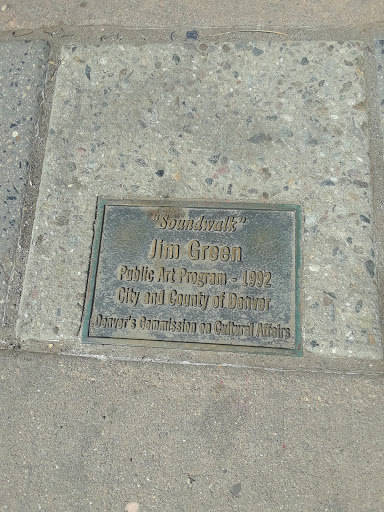 "Soundwalk"
Jim Green
Public Art Program - 1992
City and County of Denver
Denver's Commission on Cultural Affairs